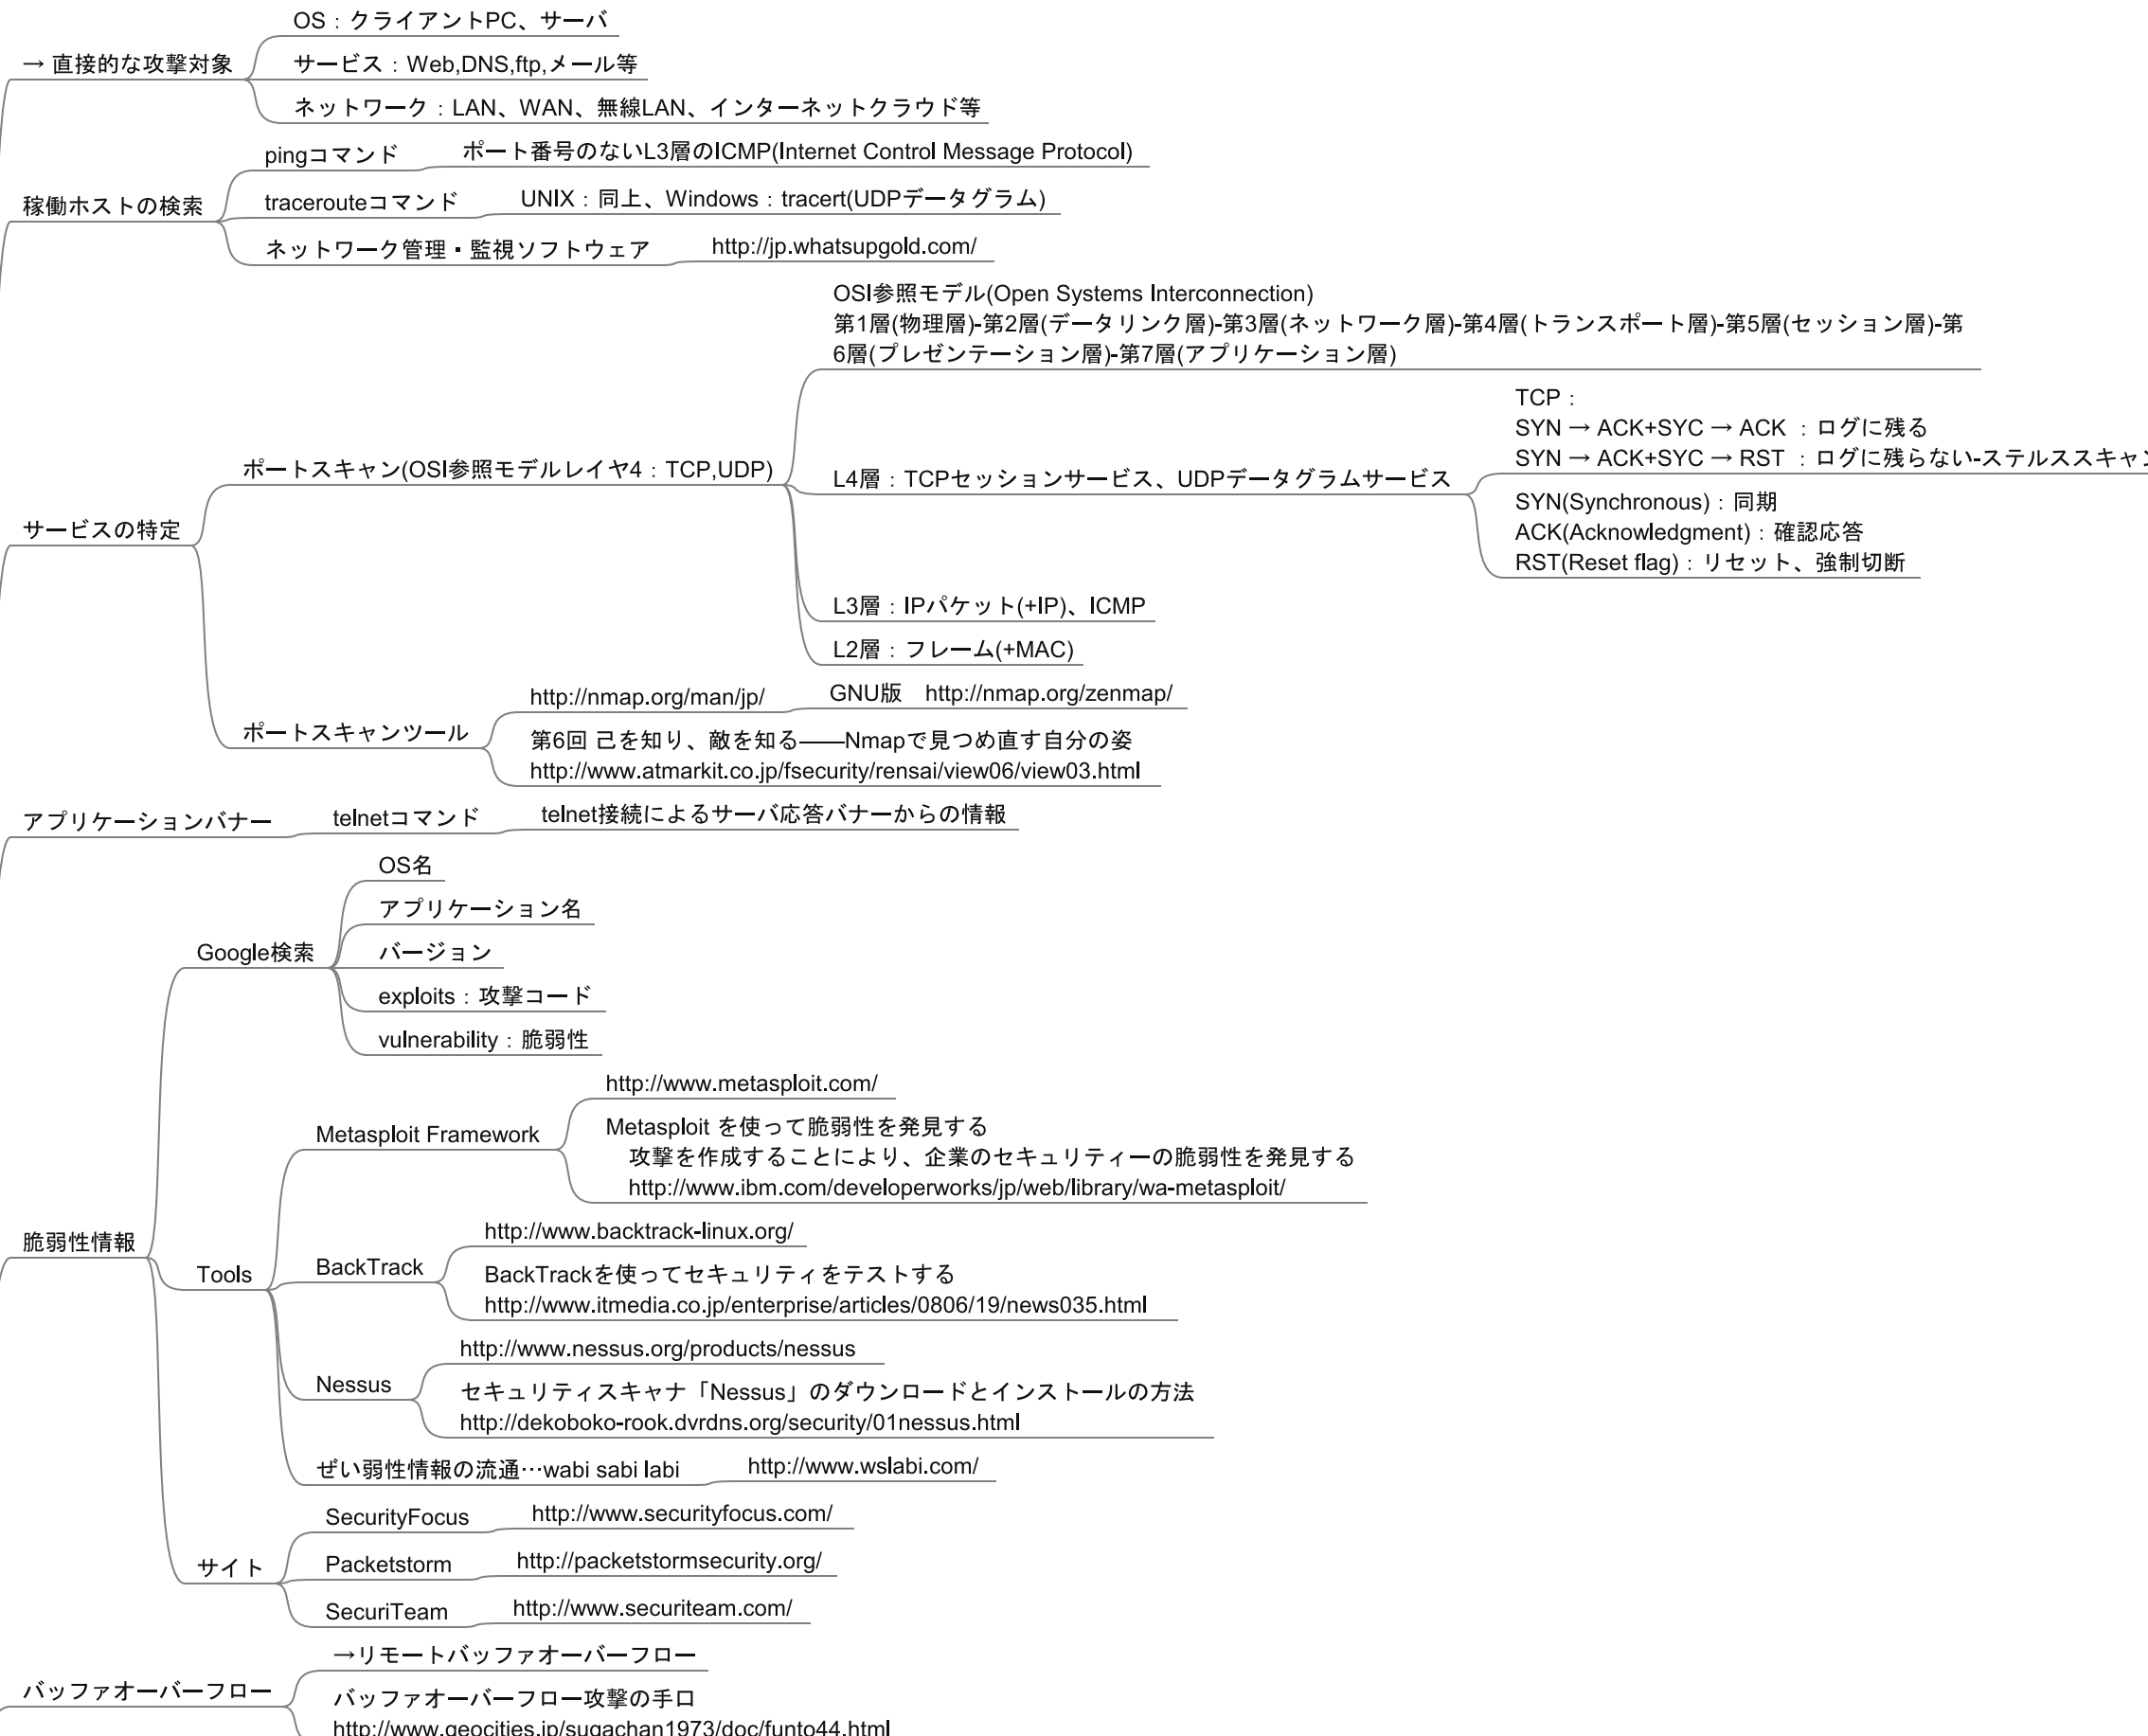 → 直接的な攻撃対象
OS：クライアントPC、サーバ
サービス：Web,DNS,ftp,メール等
ネットワーク：LAN、WAN、無線LAN、インターネットクラウド等
稼働ホストの検索
pingコマンド
ポート番号のないL3層のICMP(Internet Control Message Protocol)
tracerouteコマンド
UNIX：同上、Windows：tracert(UDPデータグラム)
ネットワーク管理・監視ソフトウェア
http://jp.whatsupgold.com/
サービスの特定
ポートスキャン(OSI参照モデルレイヤ4：TCP,UDP)
OSI参照モデル(Open Systems Interconnection)
第1層(物理層)-第2層(データリンク層)-第3層(ネットワーク層)-第4層(トランスポート層)-第5層(セッション層)-第
6層(プレゼンテーション層)-第7層(アプリケーション層)
L4層：TCPセッションサービス、UDPデータグラムサービス
TCP：
SYN → ACK+SYC → ACK ：ログに残る
SYN → ACK+SYC → RST ：ログに残らない-ステルススキャン
SYN(Synchronous)：同期
ACK(Acknowledgment)：確認応答
RST(Reset flag)：リセット、強制切断
L3層：IPパケット(+IP)、ICMP
L2層：フレーム(+MAC)
ポートスキャンツール
http://nmap.org/man/jp/
GNU版　http://nmap.org/zenmap/
第6回 己を知り、敵を知る――Nmapで見つめ直す自分の姿
http://www.atmarkit.co.jp/fsecurity/rensai/view06/view03.html
アプリケーションバナー
telnetコマンド
telnet接続によるサーバ応答バナーからの情報
脆弱性情報
Google検索
OS名
アプリケーション名
バージョン
exploits：攻撃コード
vulnerability：脆弱性
Tools
Metasploit Framework
http://www.metasploit.com/
Metasploit を使って脆弱性を発見する
攻撃を作成することにより、企業のセキュリティーの脆弱性を発見する
http://www.ibm.com/developerworks/jp/web/library/wa-metasploit/
BackTrack
http://www.backtrack-linux.org/
BackTrackを使ってセキュリティをテストする
http://www.itmedia.co.jp/enterprise/articles/0806/19/news035.html
Nessus
http://www.nessus.org/products/nessus
セキュリティスキャナ「Nessus」のダウンロードとインストールの方法
http://dekoboko-rook.dvrdns.org/security/01nessus.html
ぜい弱性情報の流通…wabi sabi labi
http://www.wslabi.com/
サイト
SecurityFocus
http://www.securityfocus.com/
Packetstorm
http://packetstormsecurity.org/
SecuriTeam
http://www.securiteam.com/
バッファオーバーフロー
→リモートバッファオーバーフロー
バッファオーバーフロー攻撃の手口
http://www.geocities.jp/sugachan1973/doc/funto44.html